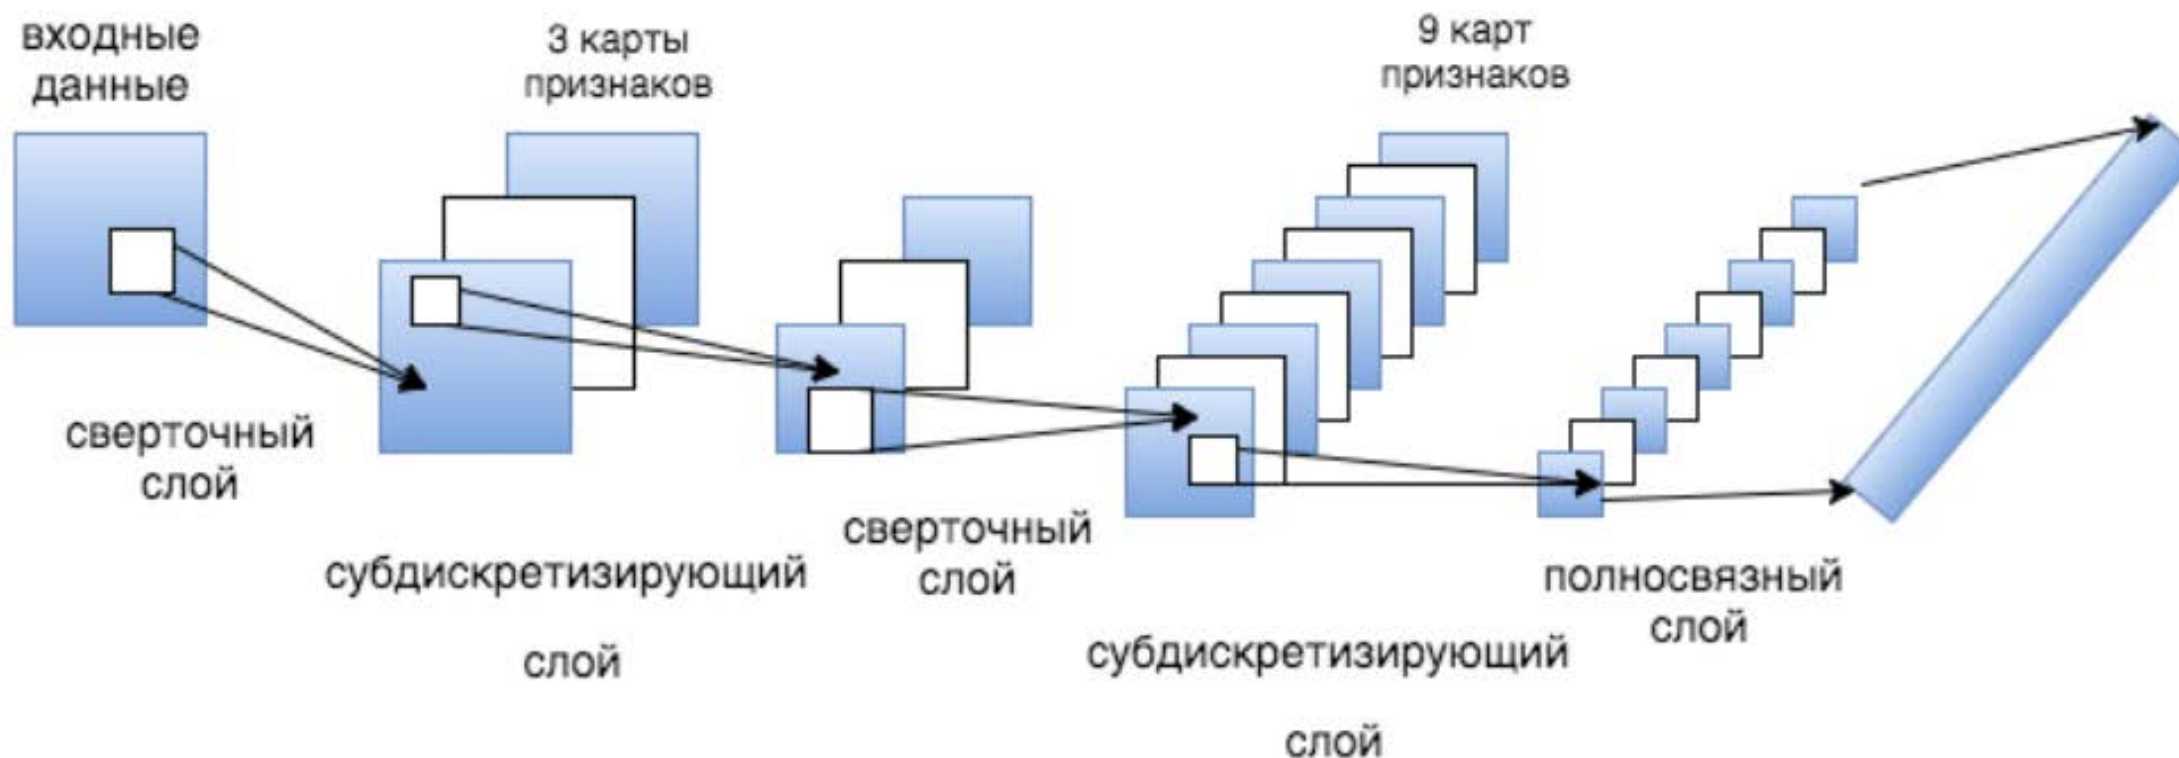 входные
данные
3 карты
признаков
9 карт
признаков
сверточный
слой
субдискретизирующий
слой
сверточный
слой
субдискретизирующий
слой
полносвязный
слой